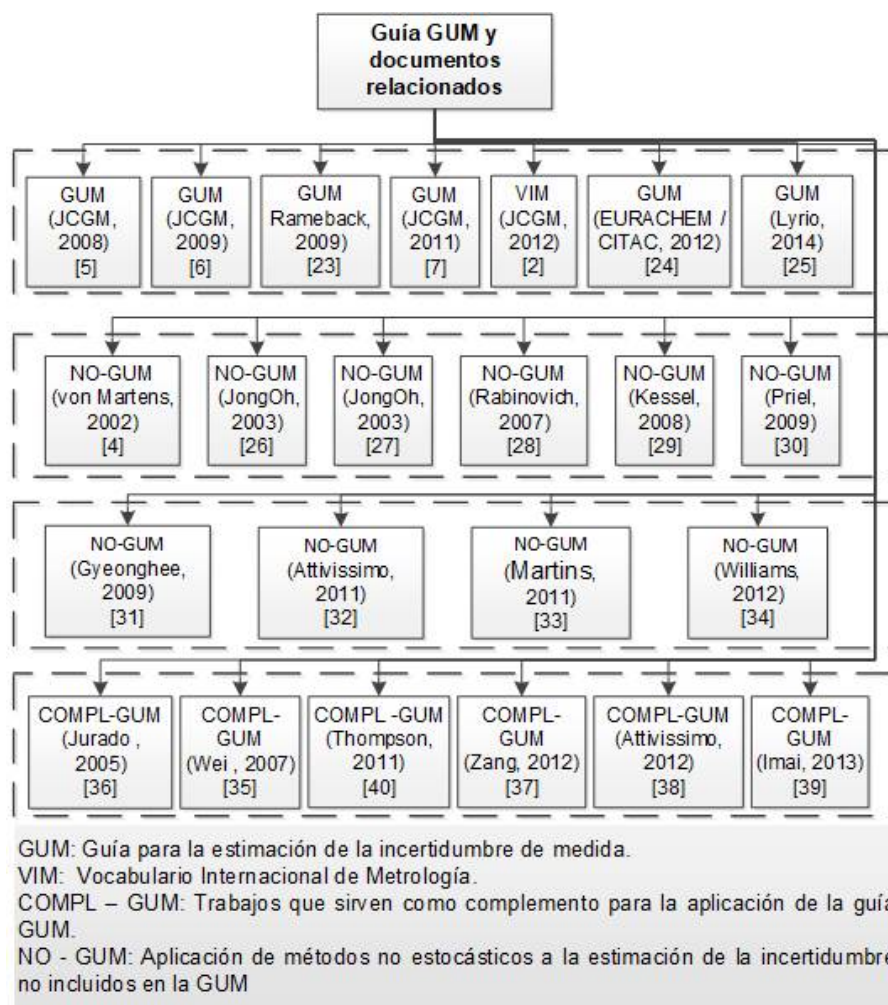 Guía GUM y
documentos
relacionados
GUM
(JCGM,
2008)
[5]
GUM
(JCGM,
2009)
[6]
GUM
Rameback,
2009)
[23]
GUM
(JCGM,
2011)
[7]
VIM
(JCGM,
2012)
[2]
GUM
(EURACHEM /
CITAC, 2012)
[24]
GUM
(Lyrio,
2014)
[25]
NO-GUM
(von Martens,
2002)
[4]
NO-GUM
(JongOh,
2003)
[26]
NO-GUM
(JongOh,
2003)
[27]
NO-GUM
(Rabinovich,
2007)
[28]
NO-GUM
(Kessel,
2008)
[29]
NO-GUM
(Priel,
2009)
[30]
NO-GUM
(Gyeonghee,
2009)
[31]
NO-GUM
(Attivissimo,
2011)
[32]
NO-GUM
(Martins,
2011)
[33]
NO-GUM
(Williams,
2012)
[34]
COMPL-GUM
(Jurado ,
2005)
[36]
COMPL-
GUM
(Wei , 2007)
[35]
COMPL -GUM
(Thompson,
2011)
[40]
COMPL-
GUM
(Zang, 2012)
[37]
COMPL-GUM
(Attivissimo,
2012)
[38]
COMPL-
GUM
(Imai, 2013)
[39]
GUM: Guía para la estimación de la incertidumbre de medida.
VIM: Vocabulario Internacional de Metrología.
COMPL – GUM: Trabajos que sirven como complemento para la aplicación de la guía
GUM.
NO - GUM: Aplicación de métodos no estocásticos a la estimación de la incertidumbre
no incluidos en la GUM